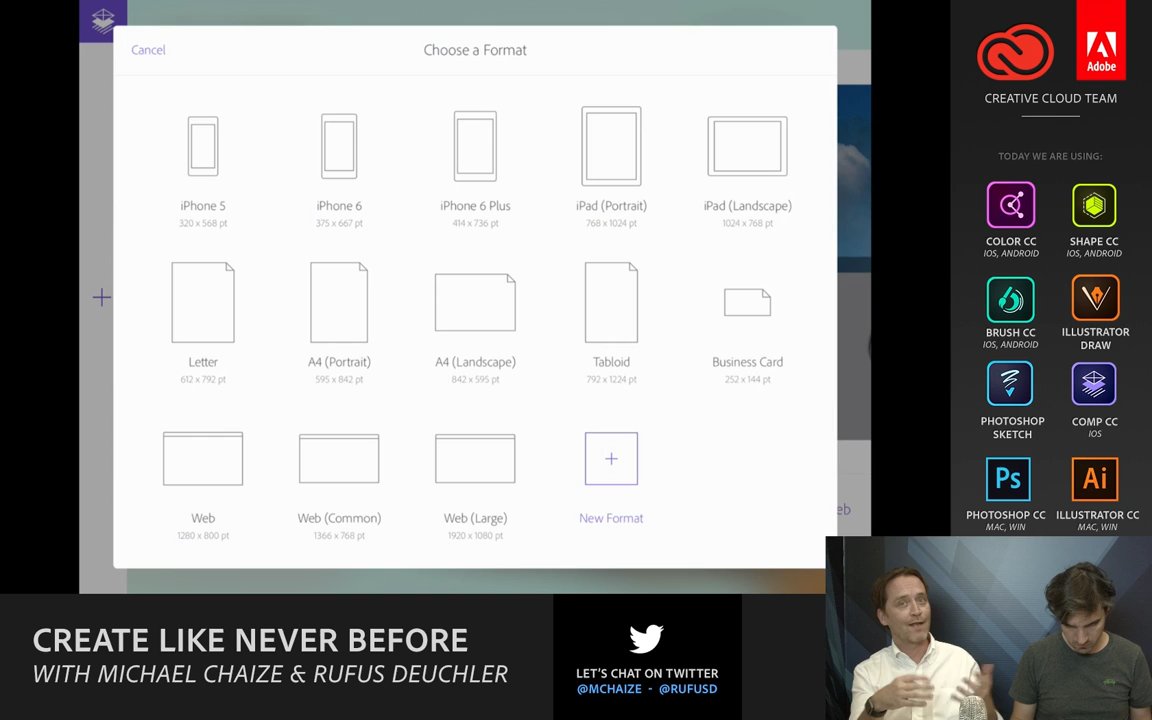 Cancel
Choose a Format
iPhone 5
320 x 568 pt
iPhone 6
375 x 667 pt
iPhone 6 Plus
414 x 736 pt
iPad (Portrait)
768 x 1024 pt
iPad (Landscape)
1024 x 768 pt
Letter
612 x 792 pt
A4 (Portrait)
595 x 842 pt
A4 (Landscape)
842 x 595 pt
Tabloid
792 x 1224 pt
Business Card
252 x 144 pt
Web
1280 x 800 pt
Web (Common)
1366 x 768 pt
Web (Large)
1920 x 1080 pt
New Format
eb
Adobe
CREATIVE CLOUD TEAM
TODAY WE ARE USING:
COLOR CC
IOS, ANDROID
SHAPE CC
IOS, ANDROID
BRUSH CC
IOS, ANDROID
ILLUSTRATOR
DRAW
PHOTOSHOP
SKETCH
COMP CC
IOS
Ps
PHOTOSHOP CC
MAC, WIN
Ai
ILLUSTRATOR CC
MAC, WIN
CREATE LIKE NEVER BEFORE
WITH MICHAEL CHAIZE & RUFUS DEUCHLER
LET'S CHAT ON TWITTER
@MCHAIZE - @RUFUSD